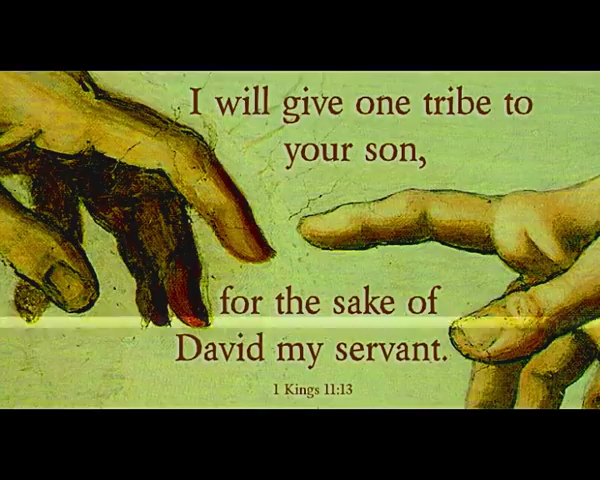 I will give one tribe to
your son,
for the sake of
David my servant.
1 Kings 11:13